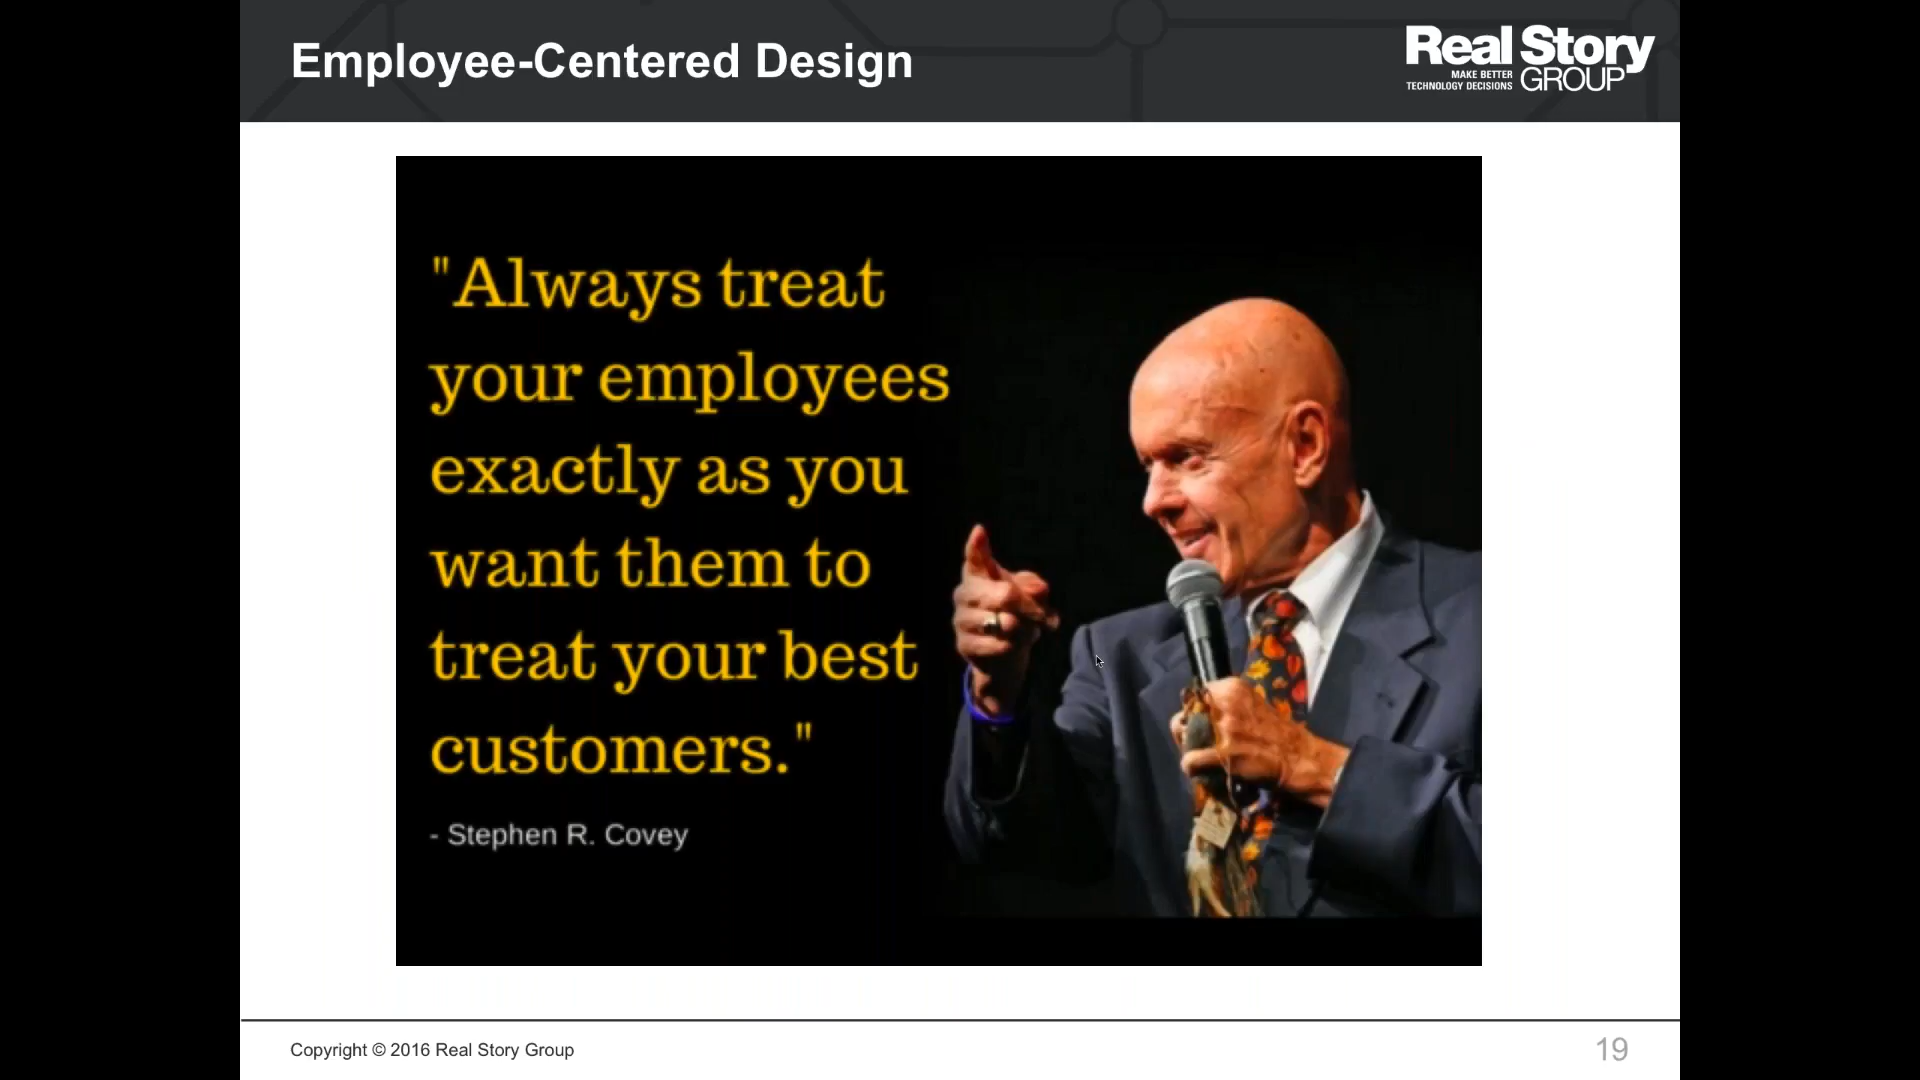 Employee-Centered Design
Real Story
MAKE BETTER
TECHNOLOGY DECISIONS
GROUP
"Always treat
your employees
exactly as you
want them to
treat your best
customers."
- Stephen R. Covey
Copyright © 2016 Real Story Group
19